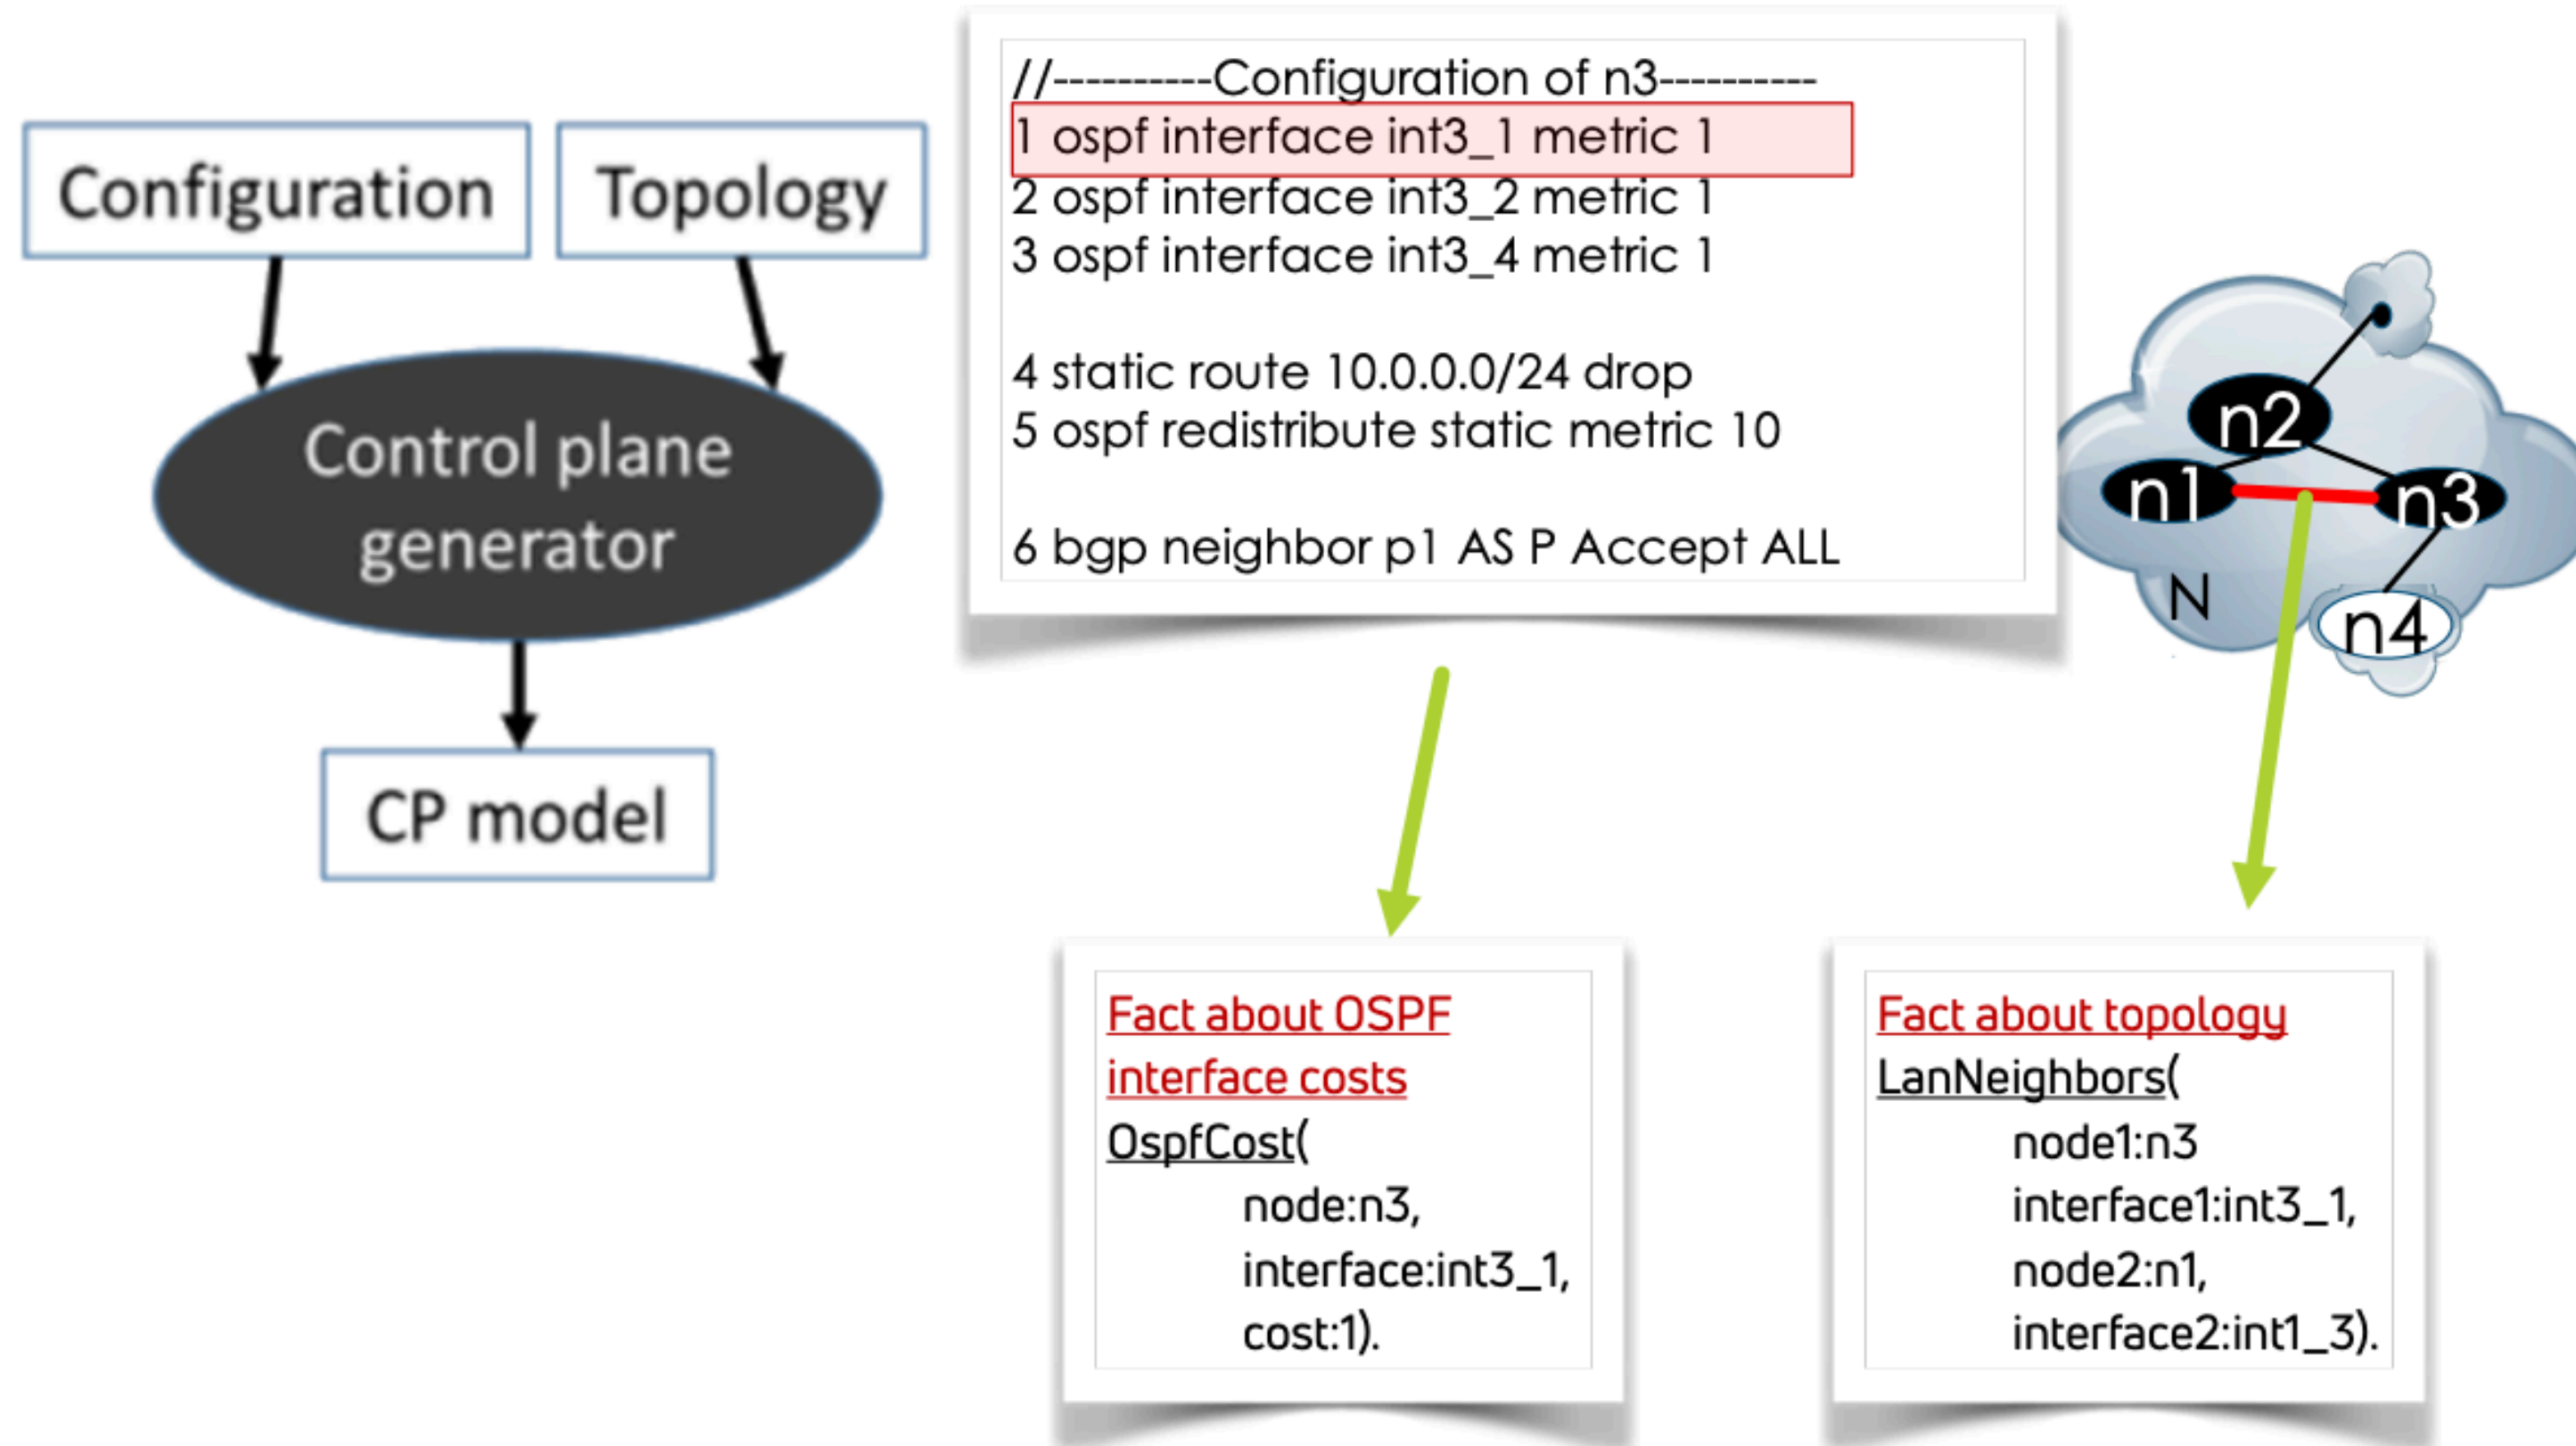 Configuration
Topology
Control plane
generator
CP model
//----------Configuration of n3----------
1 ospf interface int3_1 metric 1
2 ospf interface int3_2 metric 1
3 ospf interface int3_4 metric 1
4 static route 10.0.0.0/24 drop
5 ospf redistribute static metric 10
6 bgp neighbor p1 AS P Accept ALL
n2
n1
n3
N
n4
Fact about OSPF
interface costs
OspfCost(
node:n3,
interface:int3_1,
cost:1).
Fact about topology
LanNeighbors(
node1:n3
interface1:int3_1,
node2:n1,
interface2:int1_3).